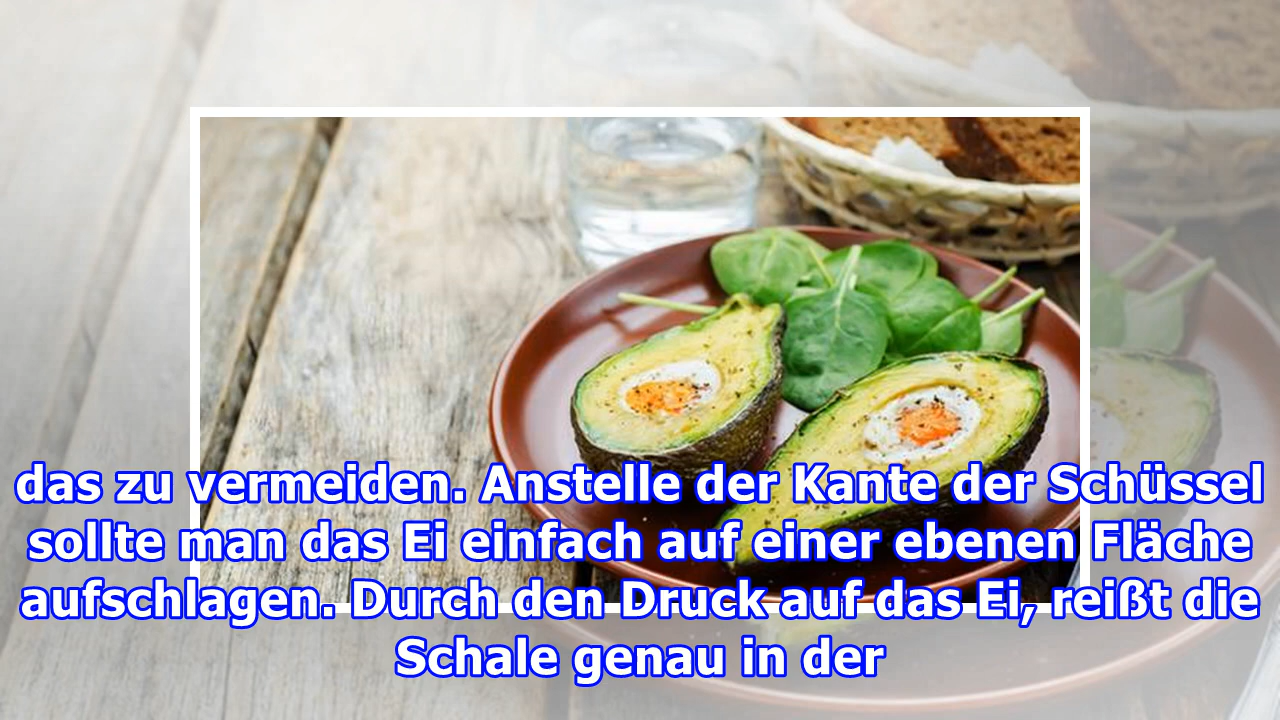 das zu vermeiden. Anstelle der Kante der Schüssel
sollte man das Ei einfach auf einer ebenen Fläche
aufschlagen. Durch den Druck auf das Ei, reißt die
Schale genau in der